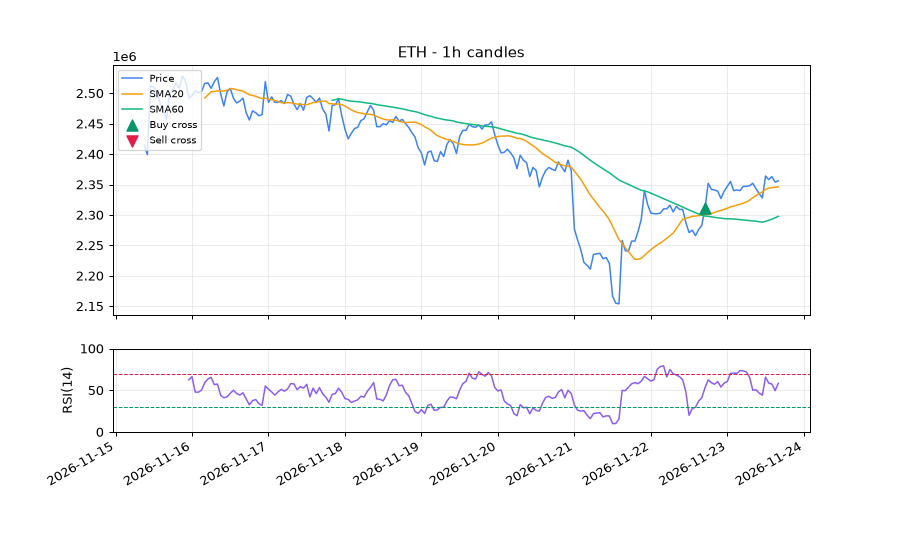 ETH - 1h candles
1e6
Price
SMA20
SMA60
Buy cross
Sell cross
2.50
2.45
2.40
2.35
2.30
2.25
2.20
2.15
RSI(14)
100
50
0
2026-11-15
2026-11-16
2026-11-17
2026-11-18
2026-11-19
2026-11-20
2026-11-21
2026-11-22
2026-11-23
2026-11-24